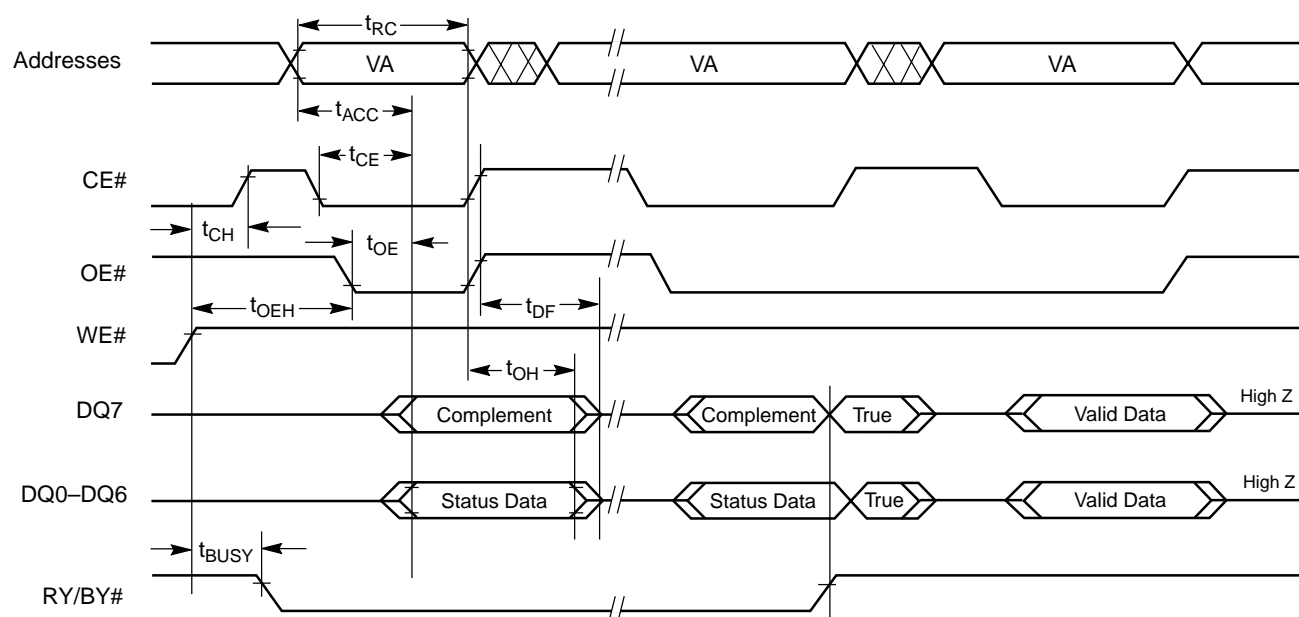 tRC
Addresses VA VA VA
tACC
tCE
CE#
tCH tOE
OE#
tOEH tDF
WE#
tOH
DQ7 Complement Complement True Valid Data High Z
DQ0–DQ6 Status Data Status Data True Valid Data High Z
tBUSY
RY/BY#